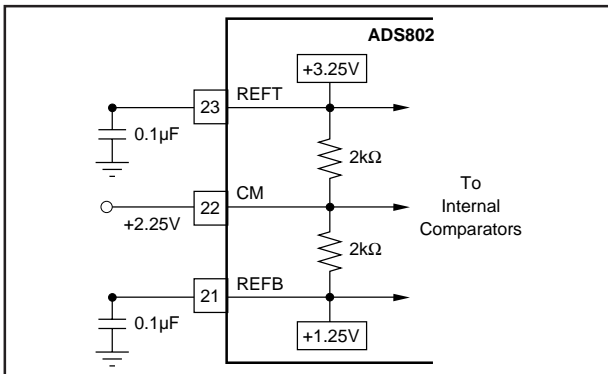 ADS802
+3.25V
23
REFT
0.1µF
2kΩ
To
Internal
Comparators
22
CM
+2.25V
2kΩ
21
REFB
0.1µF
+1.25V